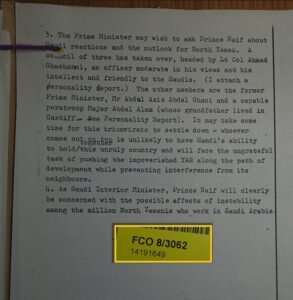 3. The Prime Minister may wish to ask Prince Naif about
Saudi reactions and the outlook for North Yemen. A
council of three has taken over, headed by Lt Col Ahmad
Ghashmai, an officer moderate in his views and his
intellect and friendly to the Saudis. (I attach a
Personality Report). The other members are the former
Prime Minister, Mr Abdul Aziz Abdul Ghani and a capable
paratroop Major Abdul Alem (whose grandfather lived in
Cardiff - See Personality Report). It may take some
time for this triumvirate to settle down - whoever
comes out on top is unlikely to have Hamdi's ability
together
to hold/this unruly country and will face the ungrateful
task of pushing the impoverished YAR along the path of
development while preventing interference from its
neighbours.
4. As Saudi Interior Minister, Prince Naif will clearly
be concerned with the possible effects of instability
among the million North Yemenis who work in Saudi Arabia
FCO 8/3062
14191649